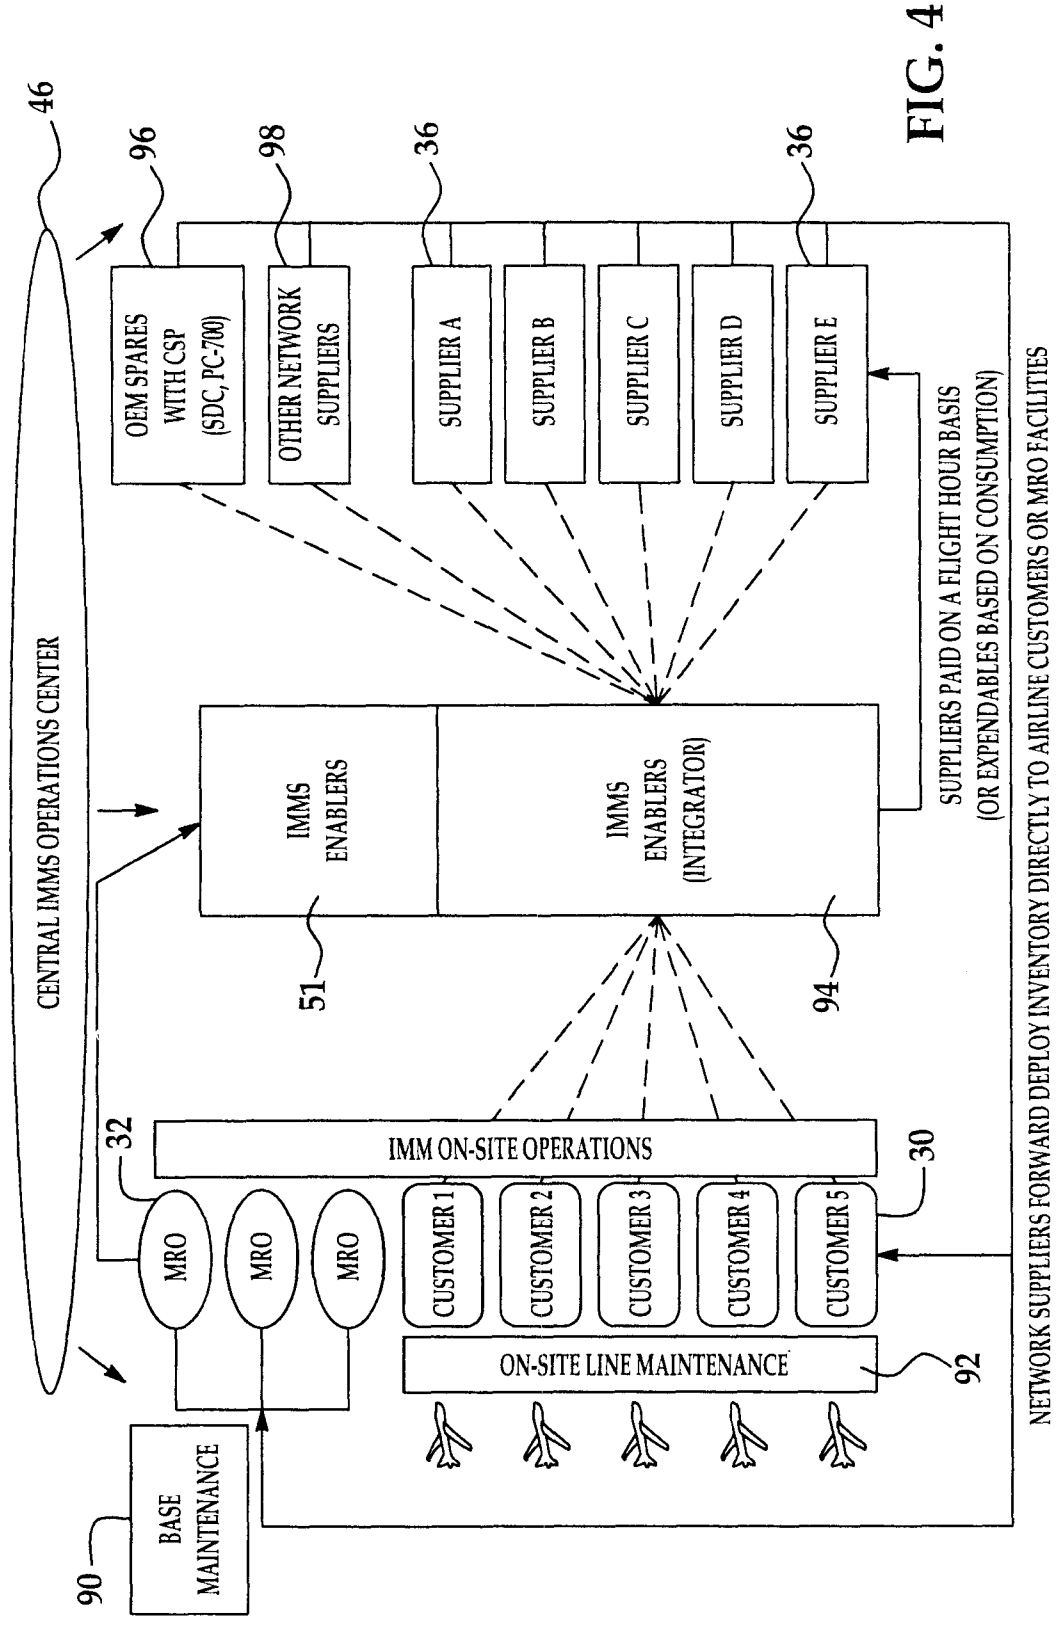 CENTRAL IMMS OPERATIONS CENTER
46
90
BASE
MAINTENANCE
32
MRO
MRO
MRO
IMM ON-SITE OPERATIONS
CUSTOMER 1
CUSTOMER 2
CUSTOMER 3
CUSTOMER 4
CUSTOMER 5
30
ON-SITE LINE MAINTENANCE
92
IMMS
ENABLERS
51
IMMS
ENABLERS
(INTEGRATOR)
94
OEM SPARES
WITH CSP
(SDC, PC-700)
96
OTHER NETWORK
SUPPLIERS
98
SUPPLIER A
36
SUPPLIER B
SUPPLIER C
SUPPLIER D
SUPPLIER E
36
SUPPLIERS PAID ON A FLIGHT HOUR BASIS
(OR EXPENDABLES BASED ON CONSUMPTION)
NETWORK SUPPLIERS FORWARD DEPLOY INVENTORY DIRECTLY TO AIRLINE CUSTOMERS OR MRO FACILITIES
FIG. 4